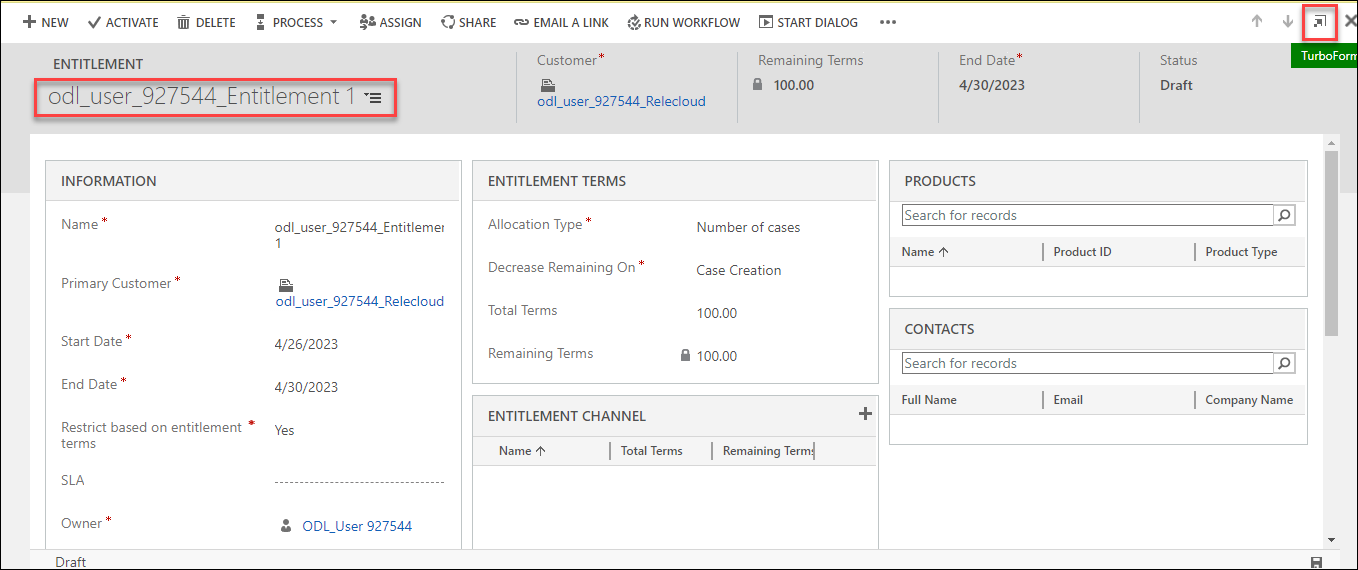 NEW ACTIVATE DELETE PROCESS ASSIGN SHARE EMAIL A LINK RUN WORKFLOW START DIALOG •••
TurboForm
ENTITLEMENT
odl_user_927544_Entitlement 1
Customer*
odl_user_927544_Relecloud
Remaining Terms
100.00
End Date*
4/30/2023
Status
Draft
INFORMATION
Name*
odl_user_927544_Entitlemer
1
Primary Customer*
odl_user_927544_Relecloud
Start Date*
4/26/2023
End Date*
4/30/2023
Restrict based on entitlement *
terms
Yes
SLA
Owner*
ODL_User 927544
ENTITLEMENT TERMS
Allocation Type*
Number of cases
Decrease Remaining On*
Case Creation
Total Terms
100.00
Remaining Terms
100.00
ENTITLEMENT CHANNEL
Name Total Terms Remaining Terms
PRODUCTS
Search for records
Name Product ID Product Type
CONTACTS
Search for records
Full Name Email Company Name
Draft